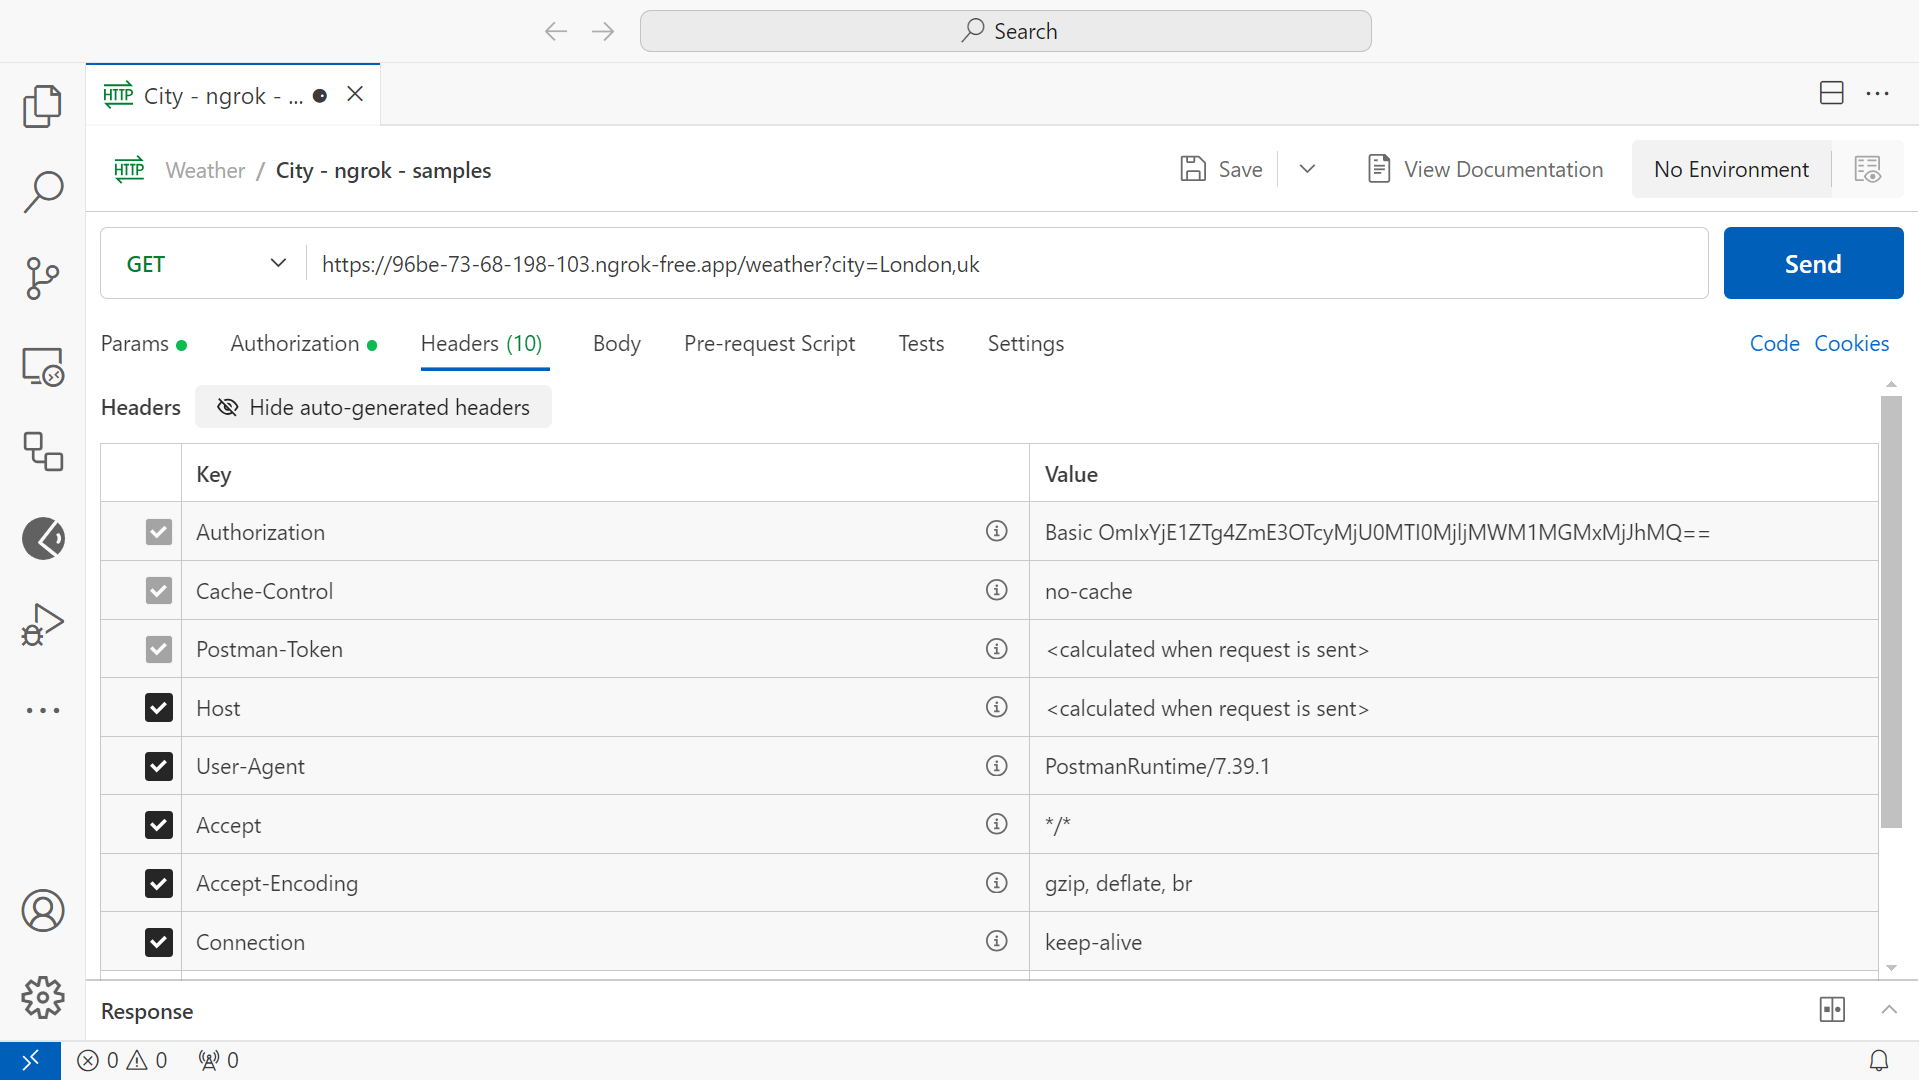 Search
HTTP City - ngrok - ...
HTTP Weather / City - ngrok - samples Save View Documentation No Environment
GET https://96be-73-68-198-103.ngrok-free.app/weather?city=London,uk Send
Params Authorization Headers (10) Body Pre-request Script Tests Settings Code Cookies
Headers Hide auto-generated headers
Key Value
Authorization Basic OmIxYjE1ZTg4ZmE3OTcyMjU0MTI0MjljMWM1MGMxMjJhMQ==
Cache-Control no-cache
Postman-Token <calculated when request is sent>
Host <calculated when request is sent>
User-Agent PostmanRuntime/7.39.1
Accept */*
Accept-Encoding gzip, deflate, br
Connection keep-alive
Response
0 0 0